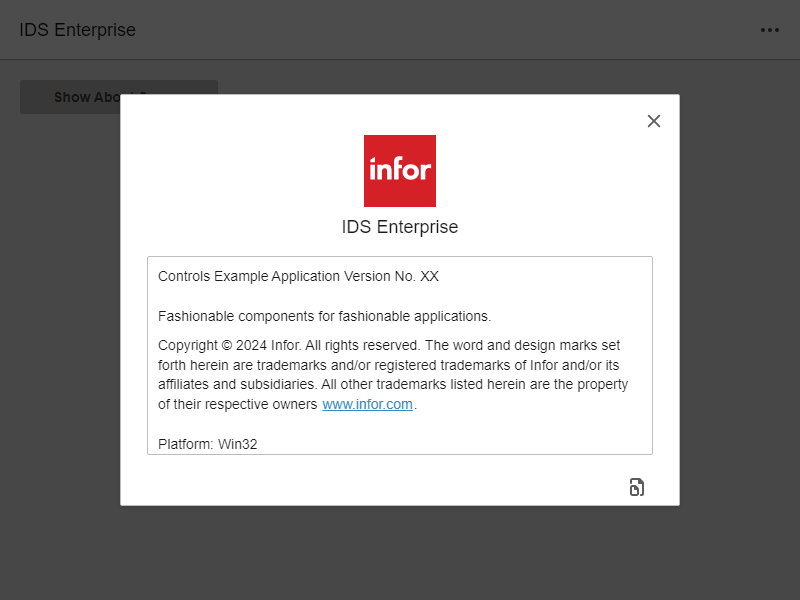 IDS Enterprise
Show Abo
infor
IDS Enterprise
Controls Example Application Version No. XX
Fashionable components for fashionable applications.
Copyright © 2024 Infor. All rights reserved. The word and design marks set
forth herein are trademarks and/or registered trademarks of Infor and/or its
affiliates and subsidiaries. All other trademarks listed herein are the property
of their respective owners www.infor.com.
Platform: Win32